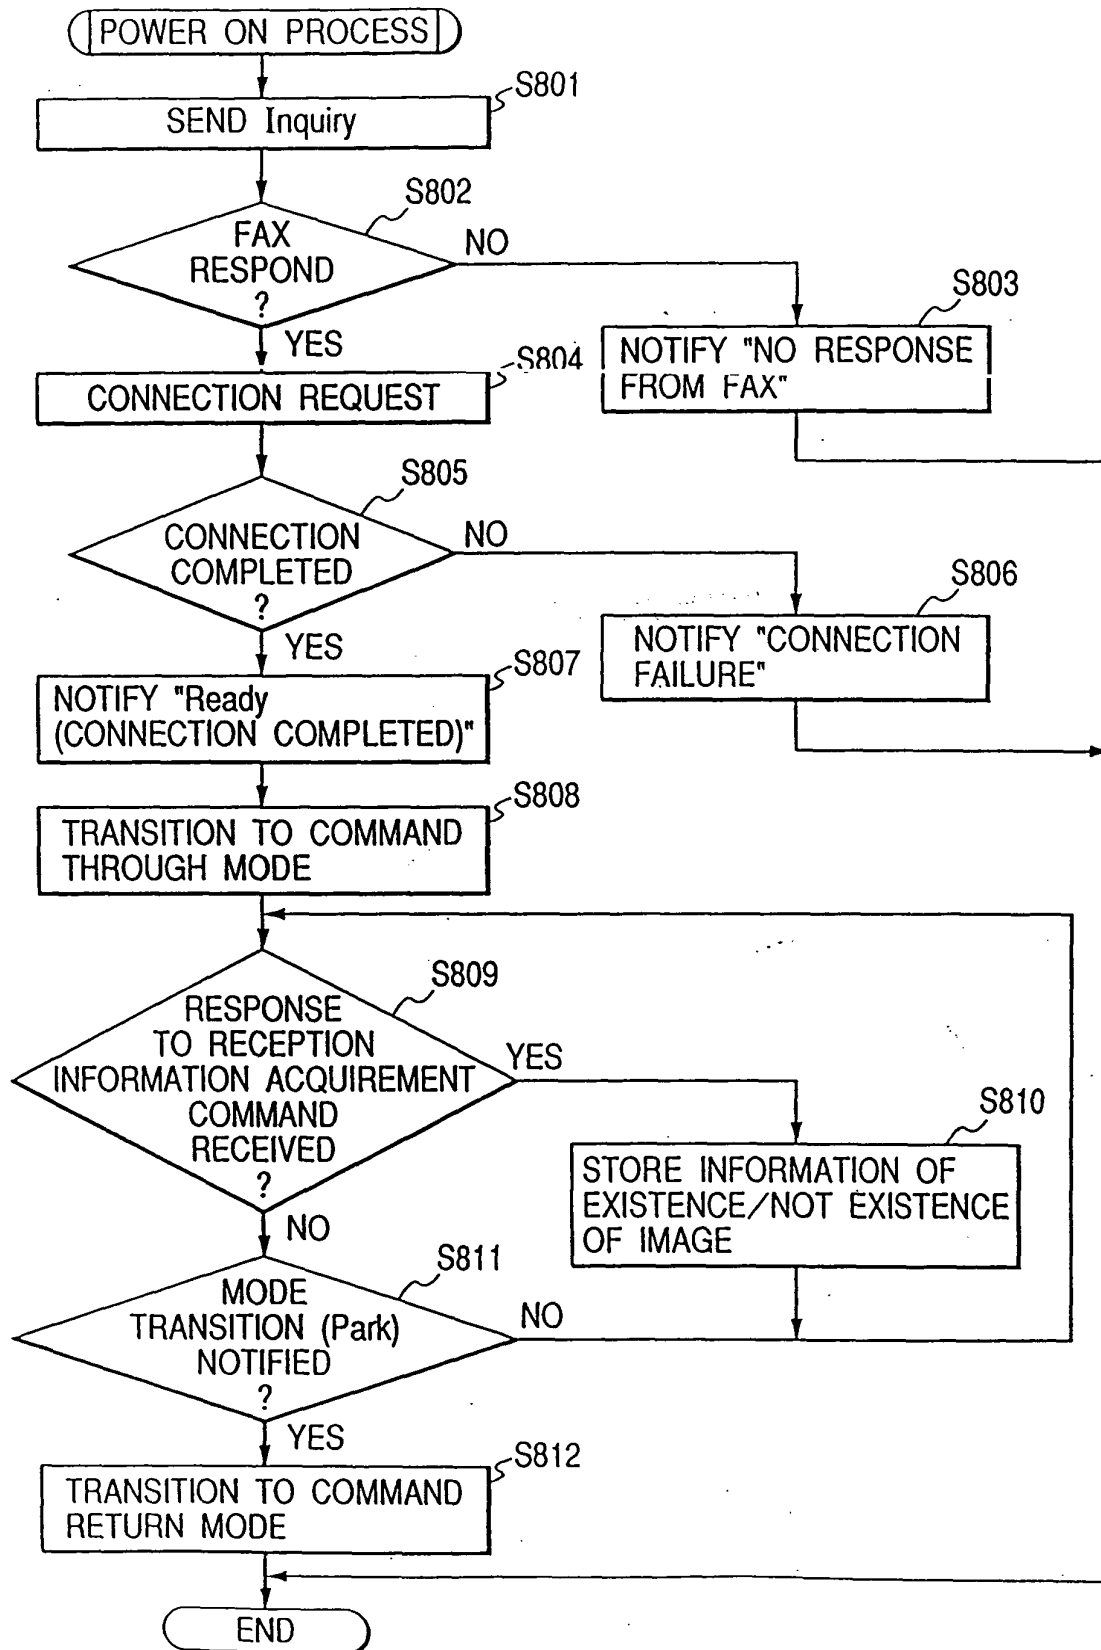 POWER ON PROCESS
S801
SEND Inquiry
S802
FAX
RESPOND
?
NO
YES
S803
NOTIFY "NO RESPONSE
FROM FAX"
S804
CONNECTION REQUEST
S805
CONNECTION
COMPLETED
?
NO
YES
S806
NOTIFY "CONNECTION
FAILURE"
S807
NOTIFY "Ready
(CONNECTION COMPLETED)"
S808
TRANSITION TO COMMAND
THROUGH MODE
S809
RESPONSE
TO RECEPTION
INFORMATION ACQUIREMENT
COMMAND
RECEIVED
?
YES
NO
S810
STORE INFORMATION OF
EXISTENCE/NOT EXISTENCE
OF IMAGE
S811
MODE
TRANSITION (Park)
NOTIFIED
?
NO
YES
S812
TRANSITION TO COMMAND
RETURN MODE
END